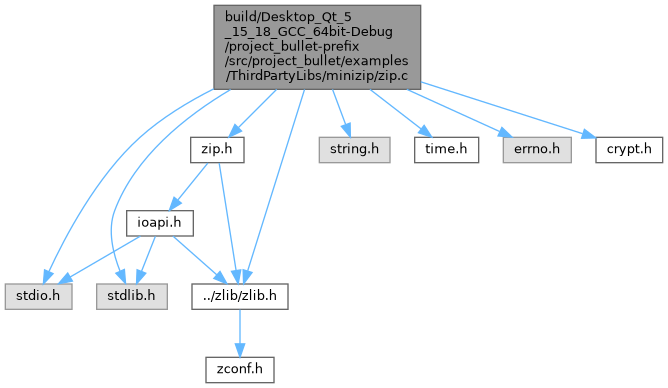 build/Desktop_Qt_5
_15_18_GCC_64bit-Debug
/project_bullet-prefix
/src/project_bullet/examples
/ThirdPartyLibs/minizip/zip.c
zip.h
string.h
time.h
errno.h
crypt.h
ioapi.h
stdio.h
stdlib.h
../zlib/zlib.h
zconf.h